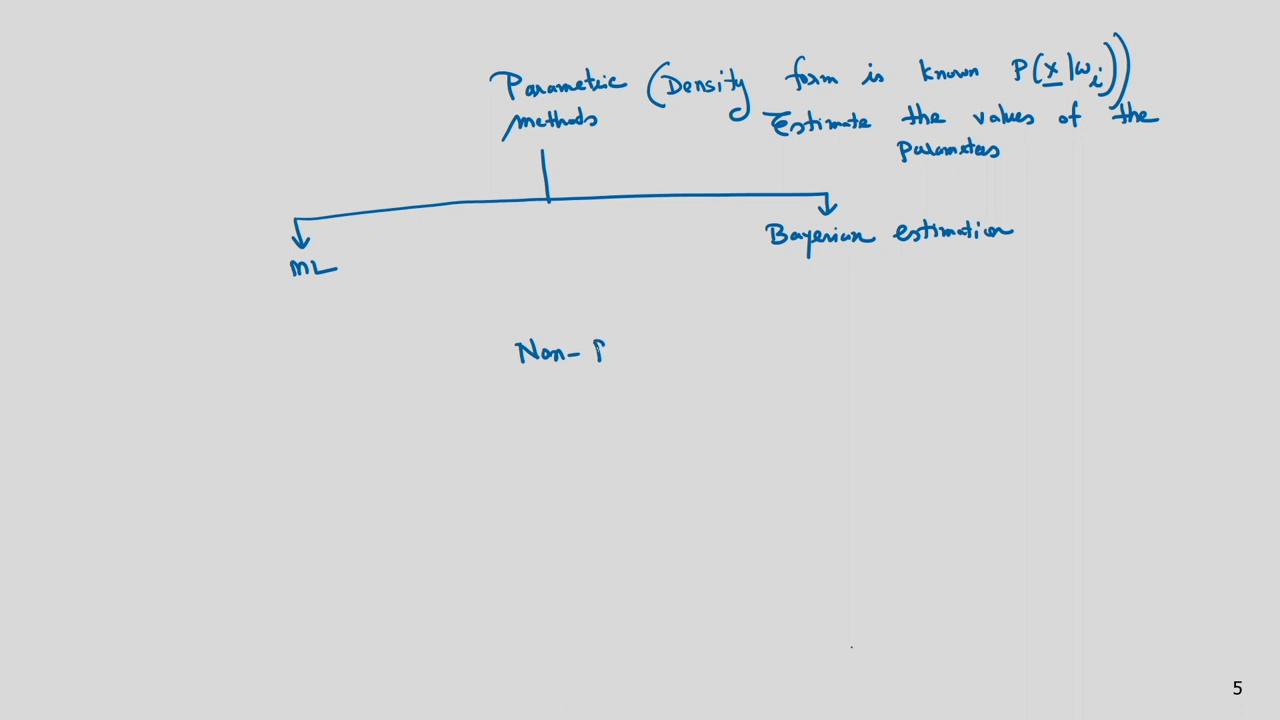 Parametric (Density form is known P(x|ωi))
methods Estimate the values of the
Parameters
ML
Bayesian estimation
Non- P
5